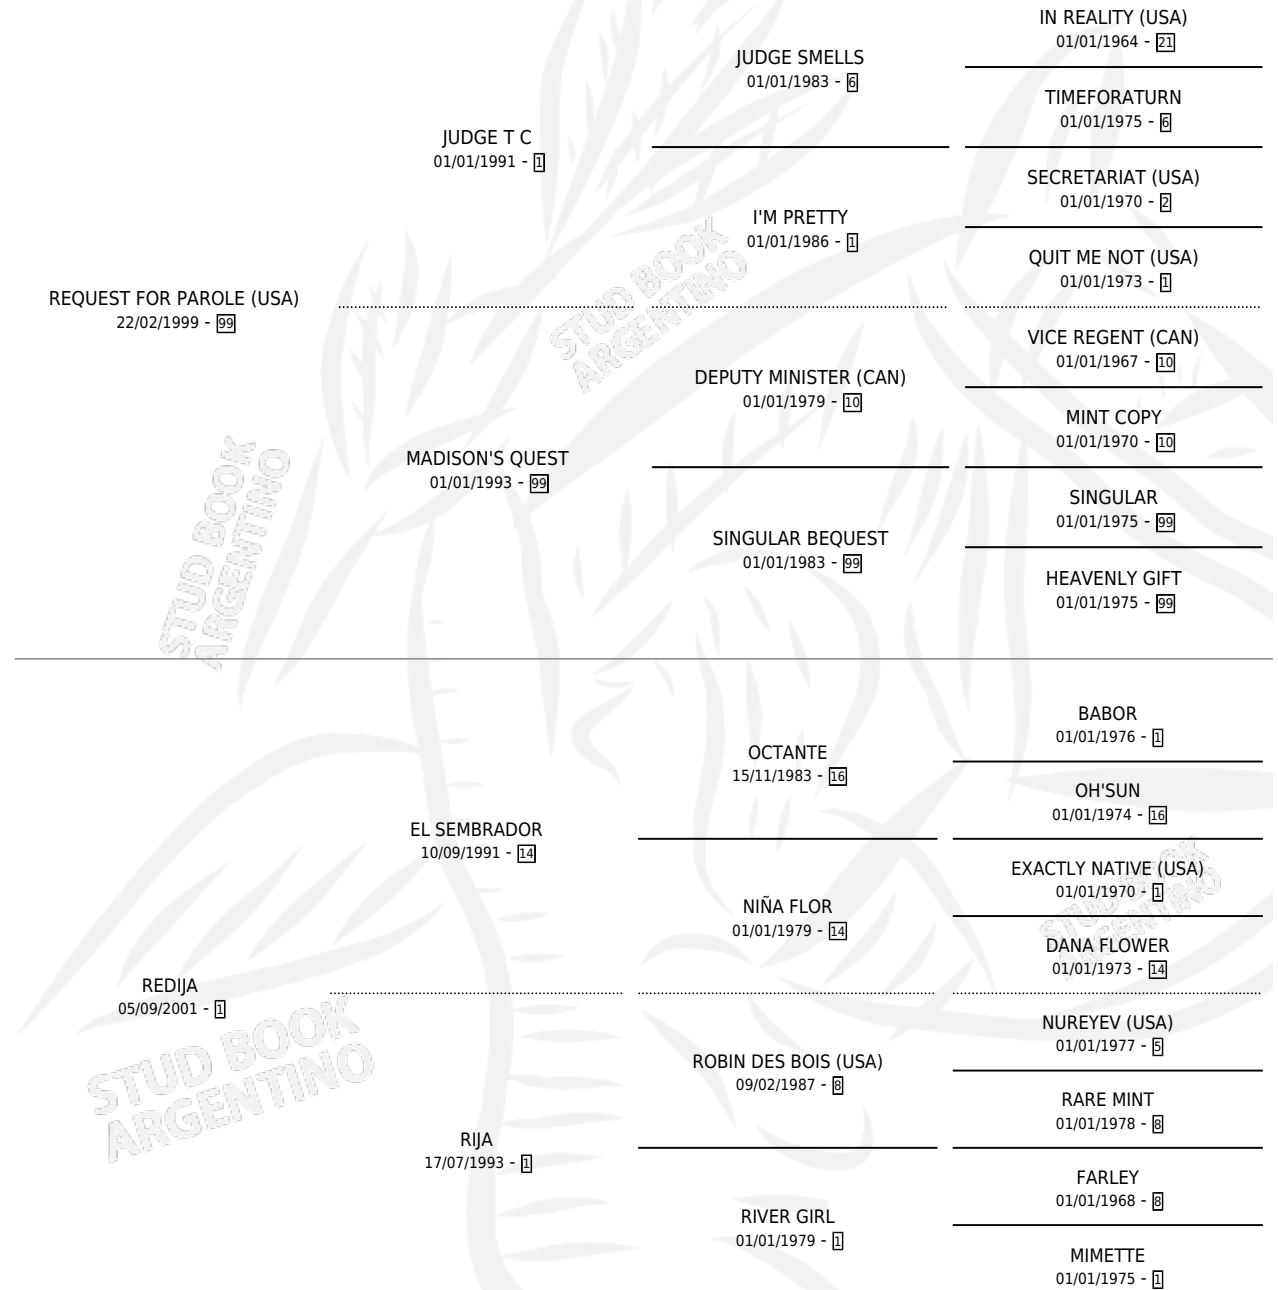 IN REALITY (USA)
01/01/1964 - 21
JUDGE SMELLS
01/01/1983 - 6
TIMEFORATURN
01/01/1975 - 6
JUDGE T C
01/01/1991 - 1
SECRETARIAT (USA)
01/01/1970 - 2
I'M PRETTY
01/01/1986 - 1
QUIT ME NOT (USA)
01/01/1973 - 1
REQUEST FOR PAROLE (USA)
22/02/1999 - 99
STUD BOOK
ARGENTINO
VICE REGENT (CAN)
01/01/1967 - 10
DEPUTY MINISTER (CAN)
01/01/1979 - 10
MINT COPY
01/01/1970 - 10
MADISON'S QUEST
01/01/1993 - 99
SINGULAR
01/01/1975 - 99
SINGULAR BEQUEST
01/01/1983 - 99
HEAVENLY GIFT
01/01/1975 - 99
STUD BOOK
ARGENTINO
BABOR
01/01/1976 - 1
OCTANTE
15/11/1983 - 16
OH'SUN
01/01/1974 - 16
EL SEMBRADOR
10/09/1991 - 14
EXACTLY NATIVE (USA)
01/01/1970 - 1
NIÑA FLOR
01/01/1979 - 14
STUD BOOK
ARGENTINO
DANA FLOWER
01/01/1973 - 14
REDIJA
05/09/2001 - 1
NUREYEV (USA)
01/01/1977 - 5
ROBIN DES BOIS (USA)
09/02/1987 - 8
STUD BOOK
ARGENTINO
RARE MINT
01/01/1978 - 8
RIJA
17/07/1993 - 1
FARLEY
01/01/1968 - 8
RIVER GIRL
01/01/1979 - 1
MIMETTE
01/01/1975 - 1